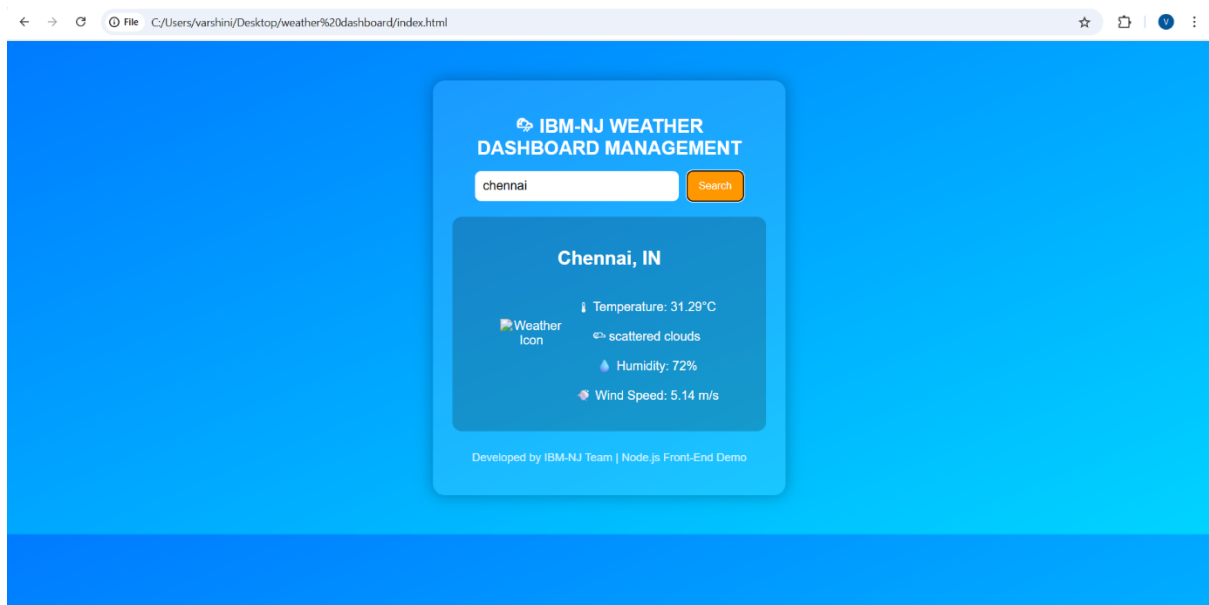 File C:/Users/varshini/Desktop/weather%20dashboard/index.html
V
🌩 IBM-NJ WEATHER
DASHBOARD MANAGEMENT
chennai Search
Chennai, IN
Weather
Icon
🌡 Temperature: 31.29°C
🌥 scattered clouds
💧 Humidity: 72%
Wind Speed: 5.14 m/s
Developed by IBM-NJ Team | Node.js Front-End Demo